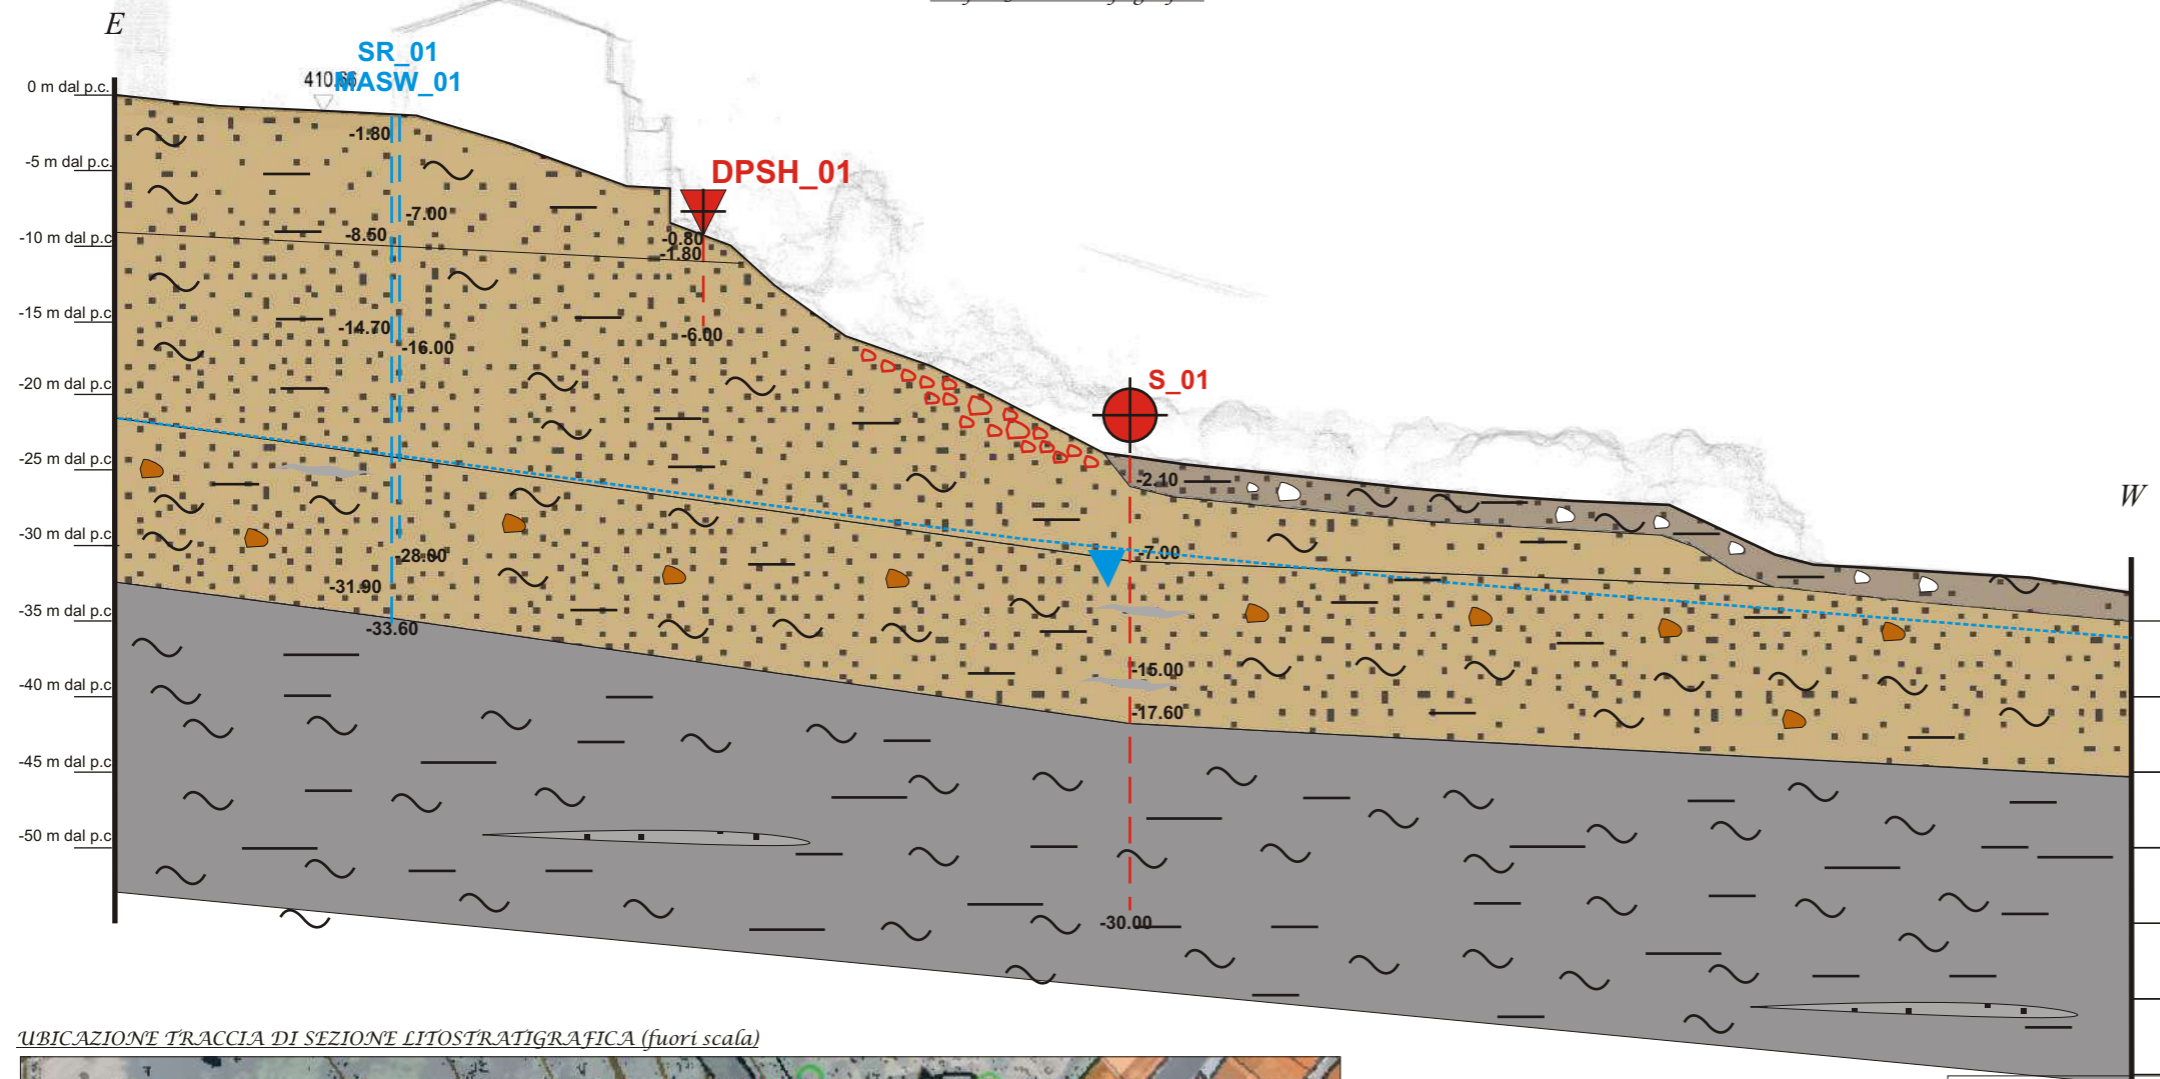 E
SR_01
MASW_01
0 m dal p.c.
-1.80
-5 m dal p.c.
DPSH_01
-7.00
-8.50
-10 m dal p.c
-0.80
-1.80
-15 m dal p.c
-14.70
-16.00
-6.00
-20 m dal p.c
S_01
-25 m dal p.c
-2.10
W
-30 m dal p.c
-28.00
-7.00
-31.90
-35 m dal p.c
-33.60
-15.00
-40 m dal p.c
-17.60
-45 m dal p.c
-50 m dal p.c
-30.00
UBICAZIONE TRACCIA DI SEZIONE LITOSTRATIGRAFICA (fuori scala)